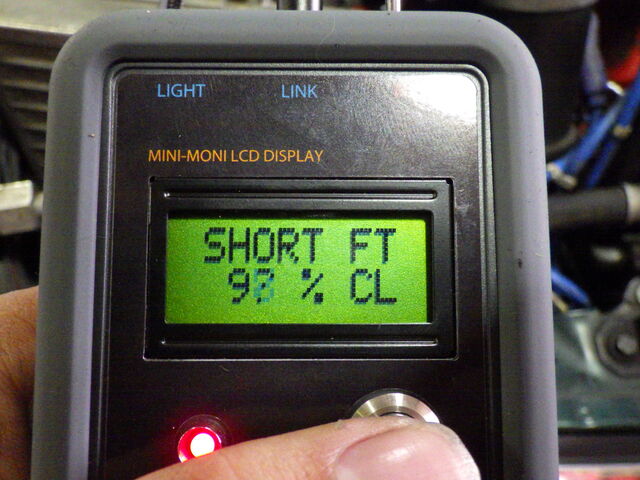 LIGHT LINK
MINI-MONI LCD DISPLAY
SHORT FT
% CL